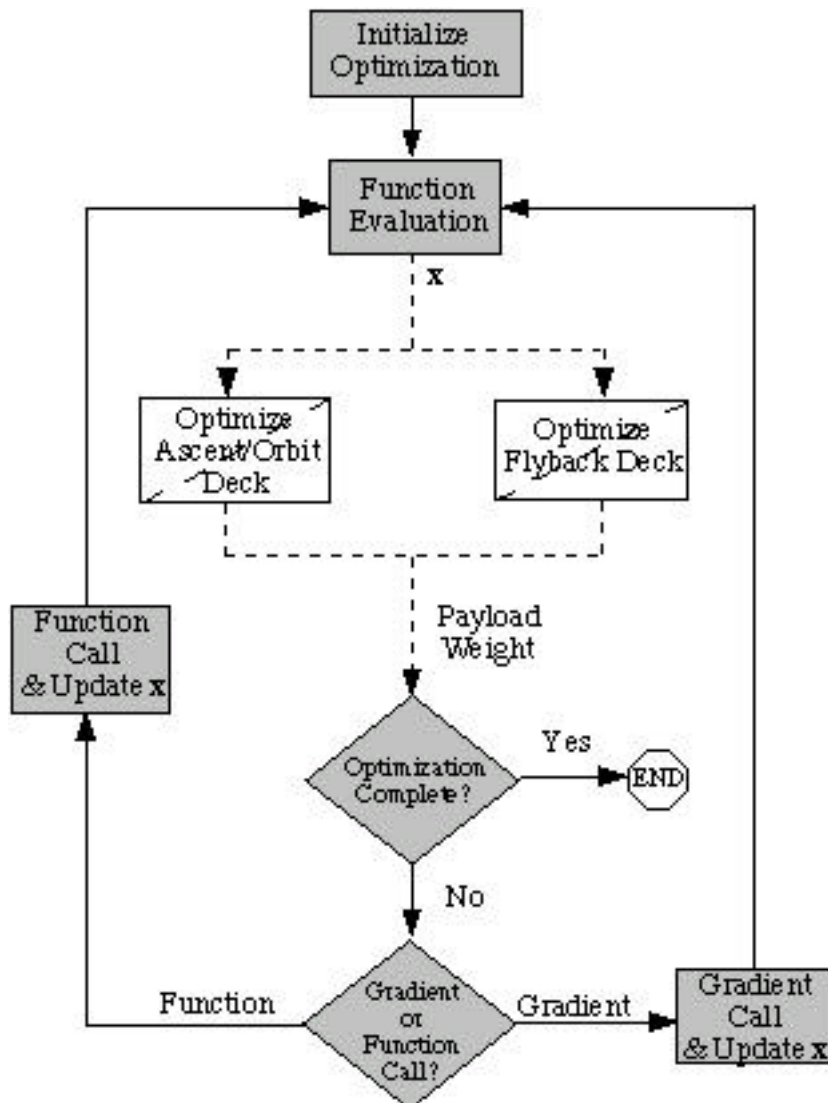 Initialize
Optimization
Function
Evaluation
x
Optimize
Ascent/Orbit
Deck
Optimize
Flyback Deck
Function
Call
& Update x
Payload
Weight
Optimization
Complete?
Yes
END
No
Function
Gradient
or
Function
Call?
Gradient
Gradient
Call
& Update x